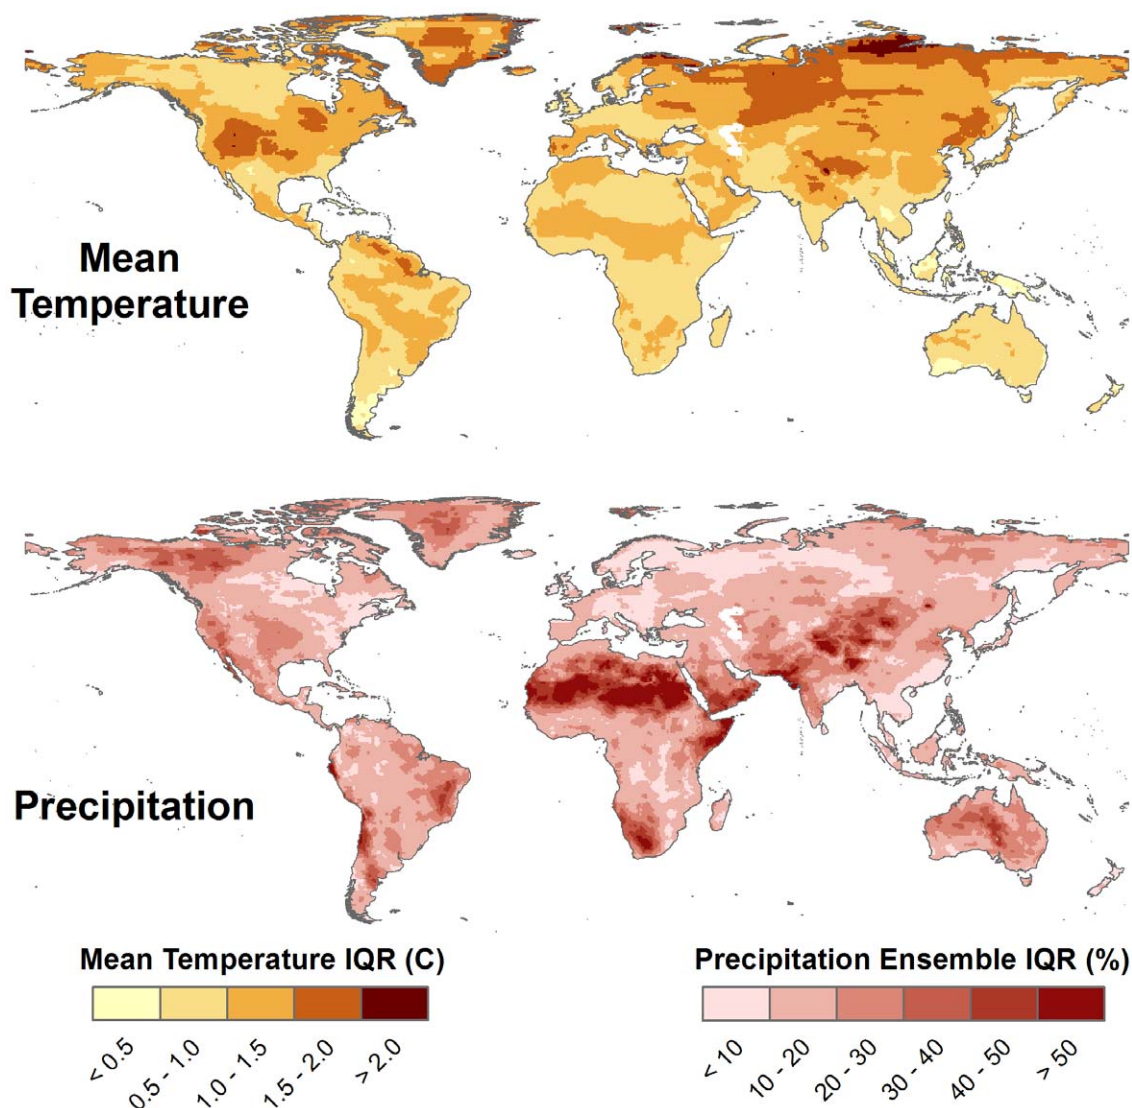 Mean
Temperature
Precipitation
Mean Temperature IQR (C)
< 0.5
0.5 - 1.0
1.0 - 1.5
1.5 - 2.0
> 2.0
Precipitation Ensemble IQR (%)
< 10
10 - 20
20 - 30
30 - 40
40 - 50
> 50